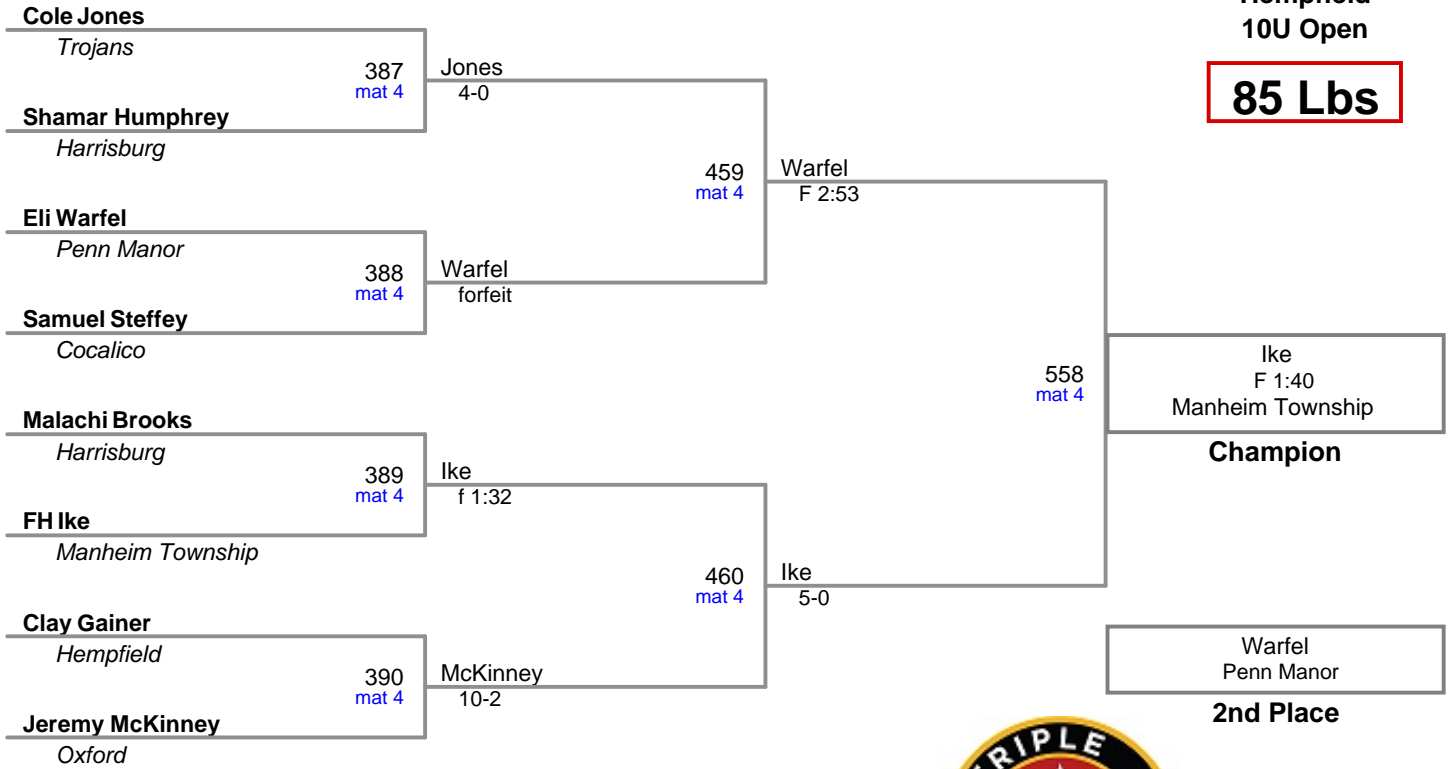 10U Open
85 Lbs
Cole Jones
Trojans
387
mat 4
Jones
4-0
Shamar Humphrey
Harrisburg
459
mat 4
Warfel
F 2:53
Eli Warfel
Penn Manor
388
mat 4
Warfel
forfeit
Samuel Steffey
Cocalico
558
mat 4
Ike
F 1:40
Manheim Township
Champion
Malachi Brooks
Harrisburg
389
mat 4
Ike
f 1:32
FH Ike
Manheim Township
460
mat 4
Ike
5-0
Clay Gainer
Hempfield
390
mat 4
McKinney
10-2
Jeremy McKinney
Oxford
Warfel
Penn Manor
2nd Place
TRIPLE